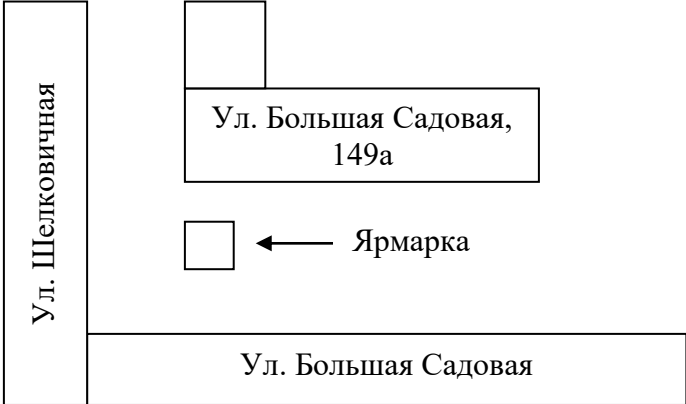 Ул. Шелковичная
Ул. Большая Садовая,
149а
Ярмарка
Ул. Большая Садовая